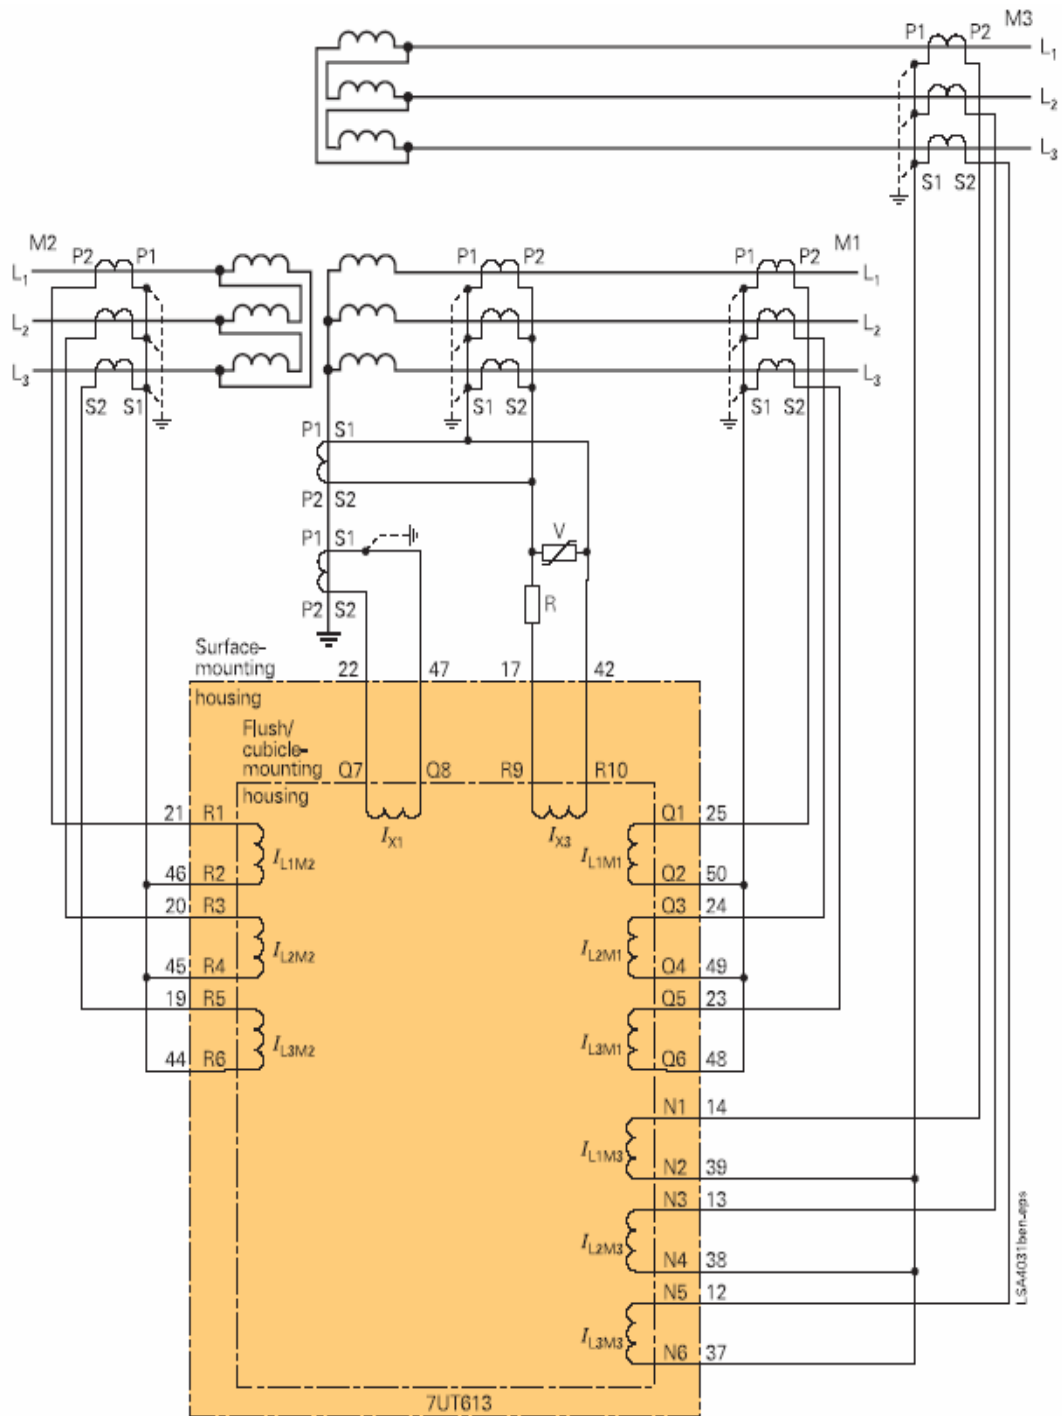 M3
P1 P2
L1
L2
L3
S1 S2
M2
P2 P1
P1 P2
P1 P2
M1
L1
L1
L2
L2
L3
L3
S2 S1
S1 S2
S1 S2
P1 S1
P2 S2
P1 S1
V
P2 S2
R
Surface-
mounting
housing
22 47 17 42
Flush/
cubicle-
mounting
housing
Q7 Q8 R9 R10
IX1
IX3
21 R1
IL1M2
46 R2
20 R3
IL2M2
45 R4
19 R5
IL3M2
44 R6
Q1 25
IL1M1
Q2 50
Q3 24
IL2M1
Q4 49
Q5 23
IL3M1
Q6 48
N1 14
IL1M3
N2 39
N3 13
IL2M3
N4 38
N5 12
IL3M3
N6 37
7UT613
LSA4031ben.eps